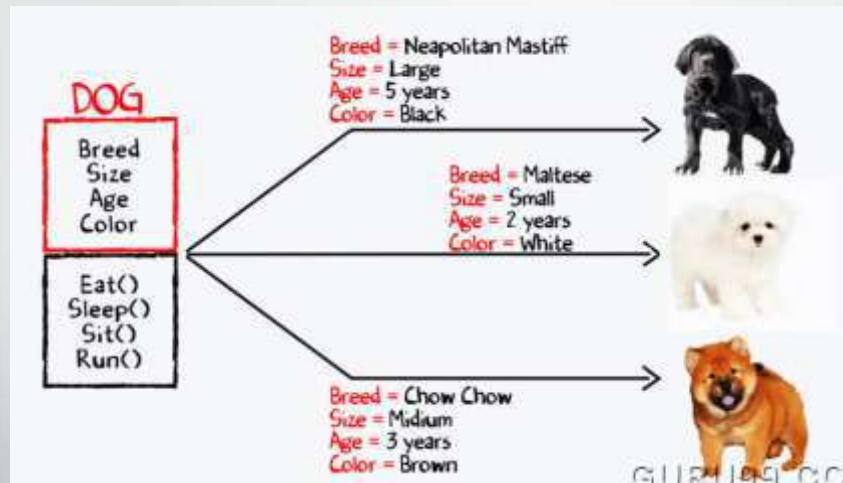 DOG
Breed
Size
Age
Color
Eat()
Sleep()
Sit()
Run()
Breed = Neapolitan Mastiff
Size = Large
Age = 5 years
Color = Black
Breed = Maltese
Size = Small
Age = 2 years
Color = White
Breed = Chow Chow
Size = Midium
Age = 3 years
Color = Brown